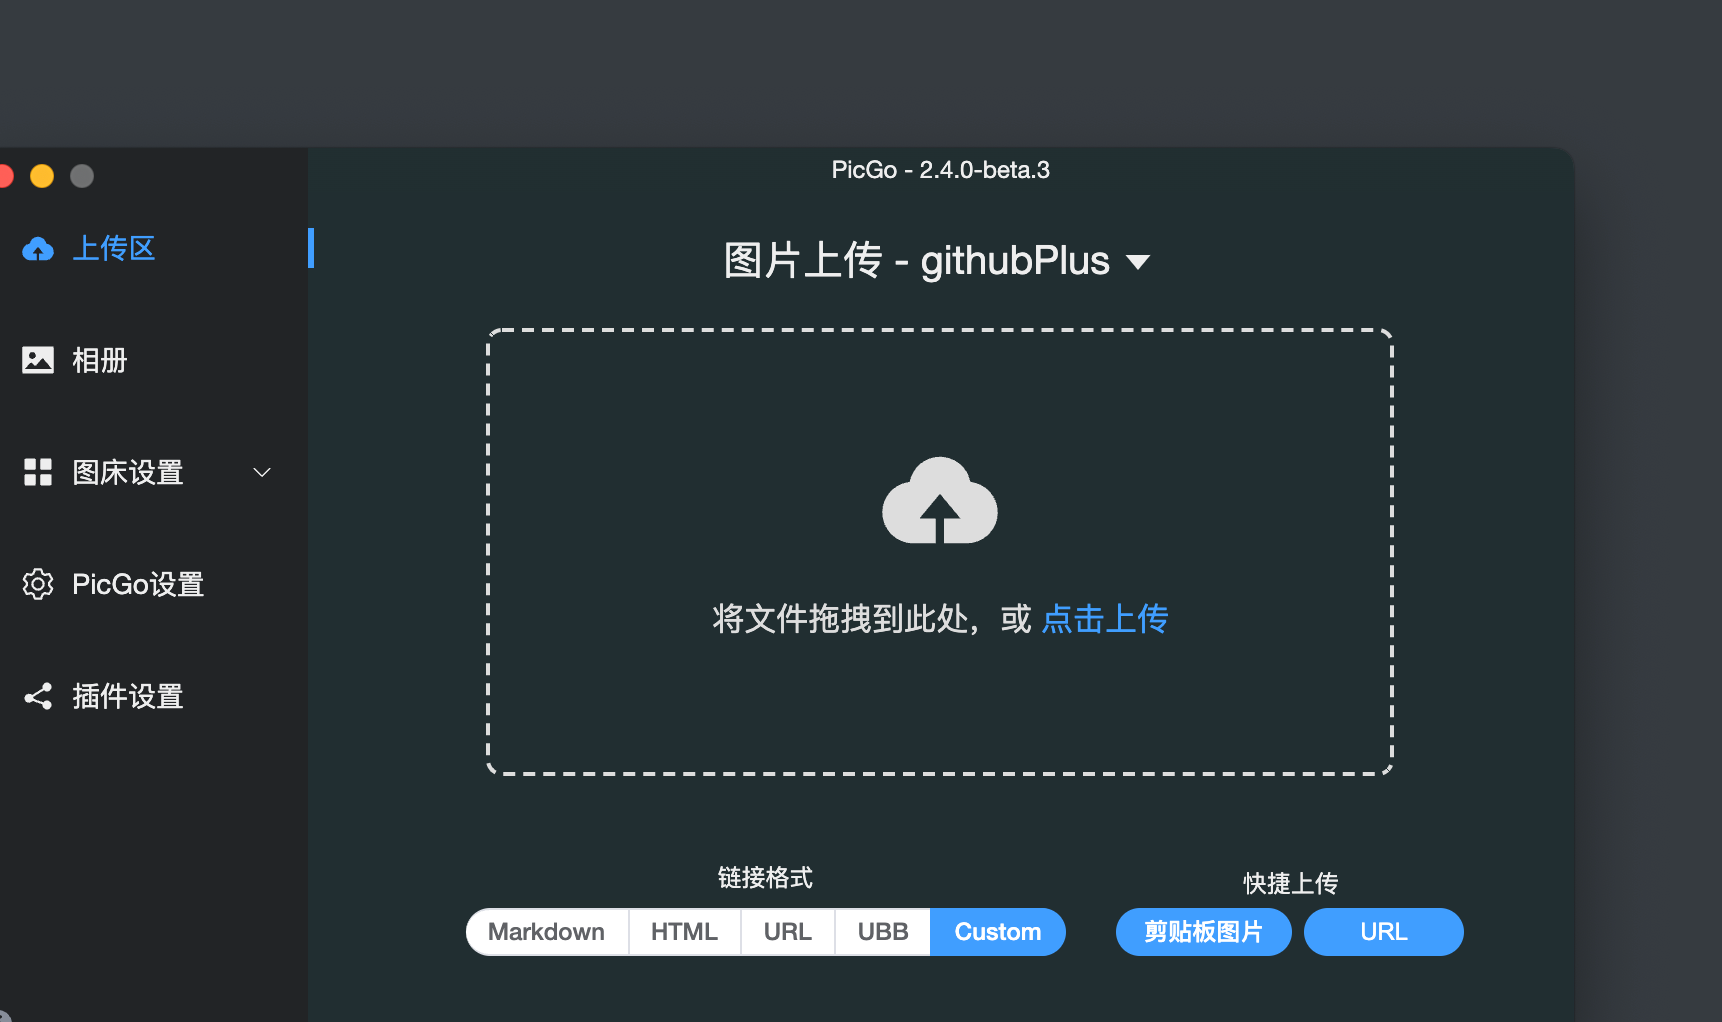 PicGo - 2.4.0-beta.3
上传区
相册
图床设置
PicGo设置
插件设置
图片上传 - githubPlus
将文件拖拽到此处，或 点击上传
链接格式
Markdown HTML URL UBB Custom
快捷上传
剪贴板图片 URL